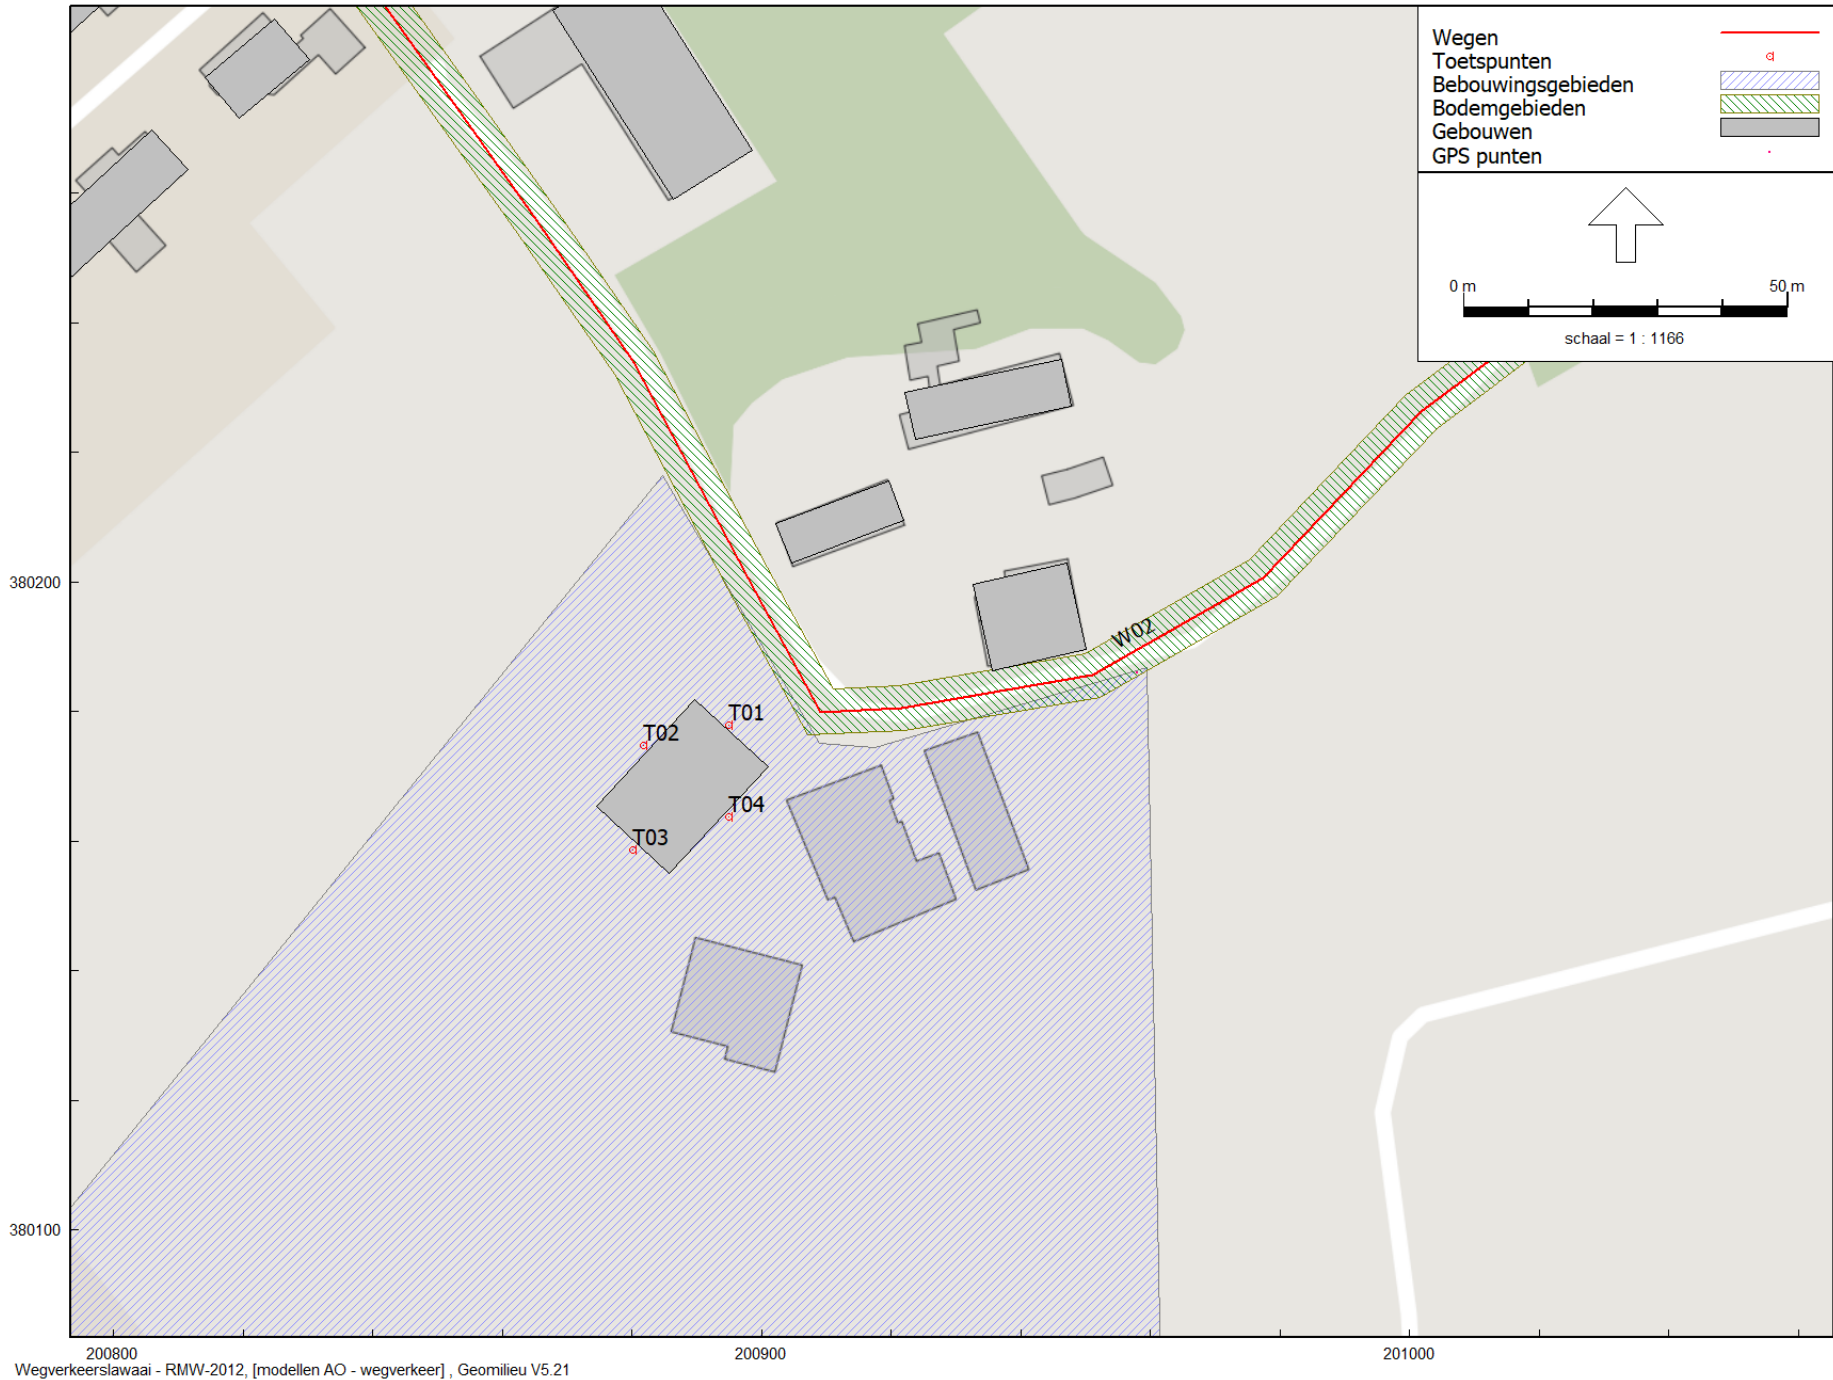 Wegen
Toetspunten
Bebouwingsgebieden
Bodemgebieden
Gebouwen
GPS punten
0 m 50 m
schaal = 1 : 1166
380200
W02
T01
T02
T04
T03
380100
200800 200900 201000
Wegverkeerslawaai - RMW-2012, [modellen AO - wegverkeer] , Geomilieu V5.21